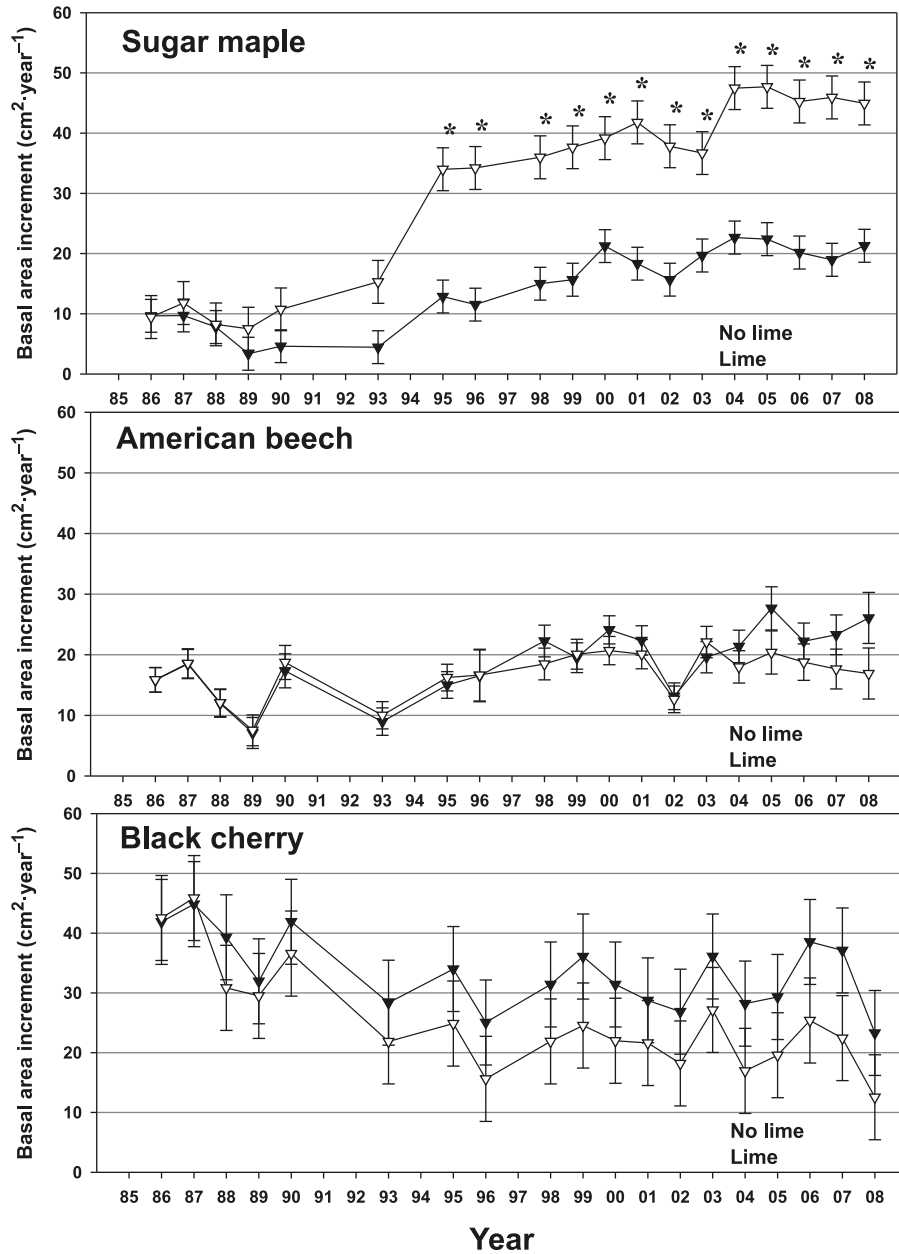 Sugar maple
Basal area increment (cm²·year⁻¹)
60
50
40
30
20
10
0
* * * * * * * * * * * * *
No lime
Lime
85 86 87 88 89 90 91 92 93 94 95 96 97 98 99 00 01 02 03 04 05 06 07 08
American beech
Basal area increment (cm²·year⁻¹)
60
50
40
30
20
10
0
No lime
Lime
85 86 87 88 89 90 91 92 93 94 95 96 97 98 99 00 01 02 03 04 05 06 07 08
Black cherry
Basal area increment (cm²·year⁻¹)
60
50
40
30
20
10
0
No lime
Lime
85 86 87 88 89 90 91 92 93 94 95 96 97 98 99 00 01 02 03 04 05 06 07 08
Year